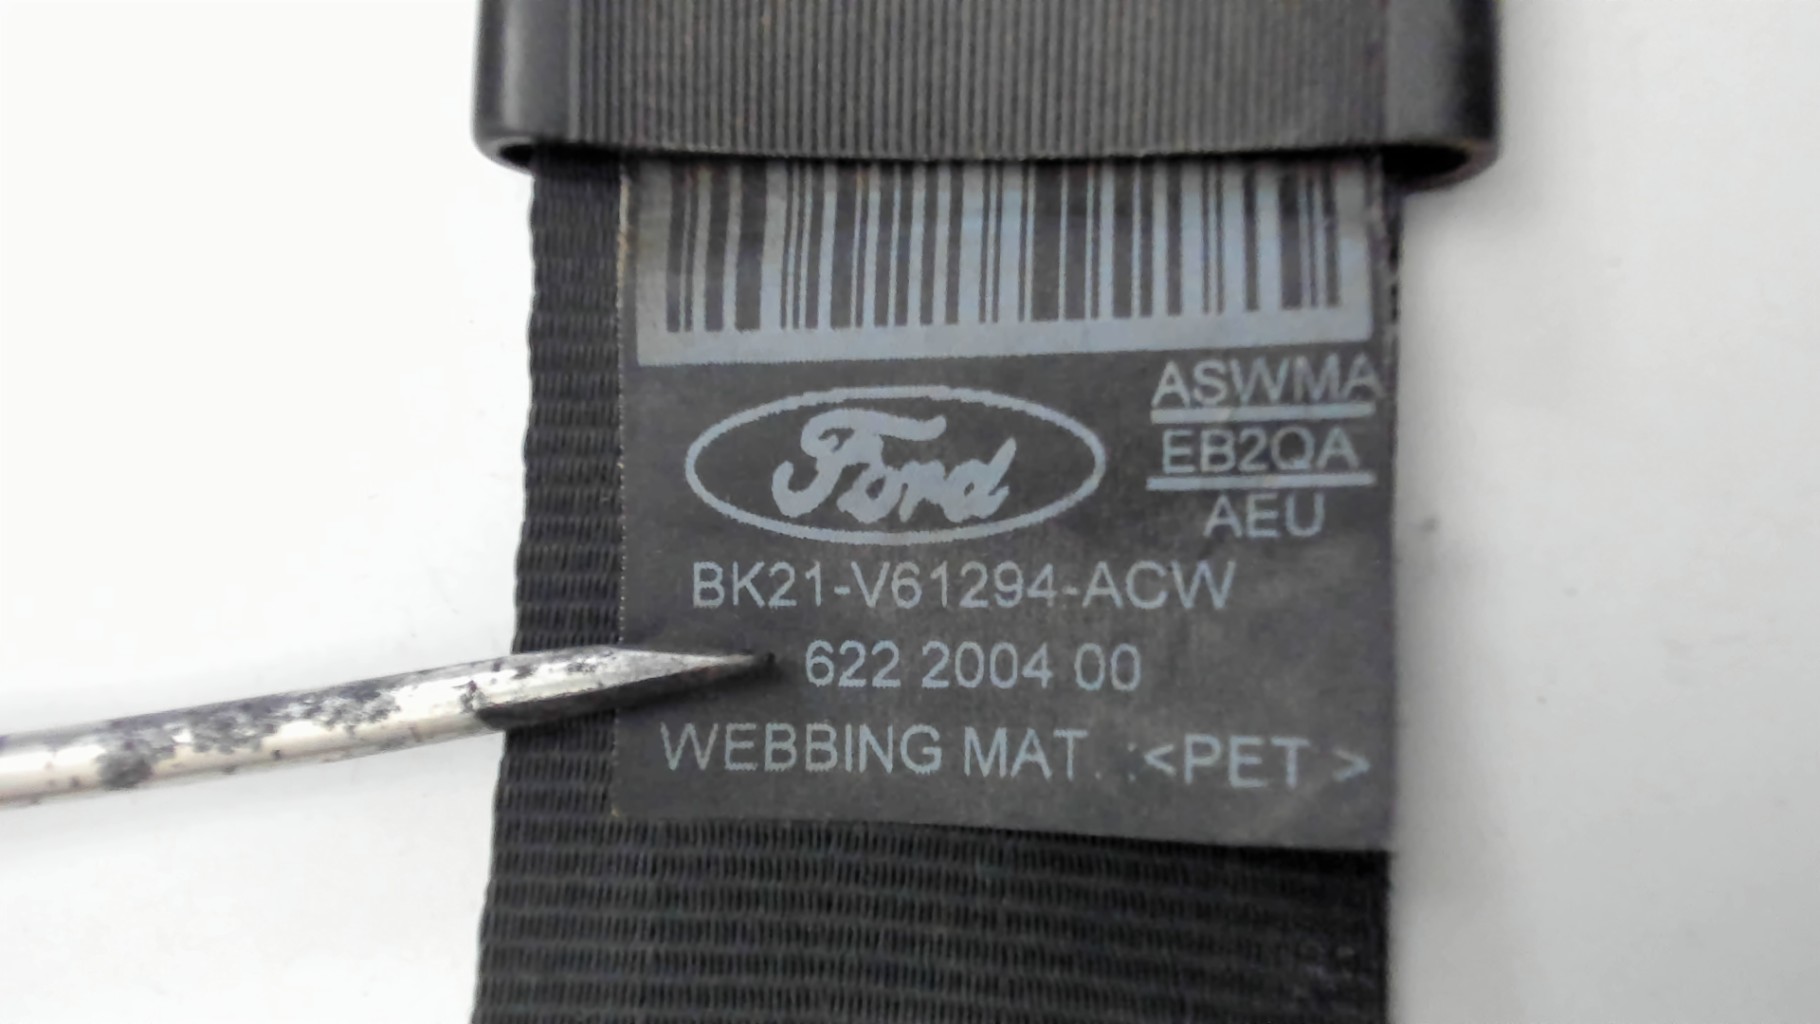 Ford
ASWMA
EB2QA
AEU
BK21-V61294-ACW
622 2004 00
WEBBING MAT. :<PET >